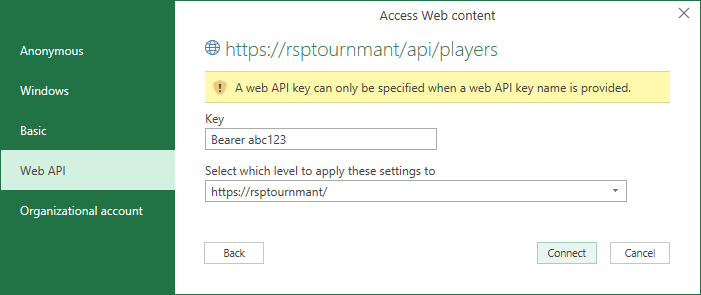 Access Web content
Anonymous
Windows
Basic
Web API
Organizational account
https://rsptournmant/api/players
A web API key can only be specified when a web API key name is provided.
Key
Bearer abc123
Select which level to apply these settings to
https://rsptournmant/
Back
Connect
Cancel